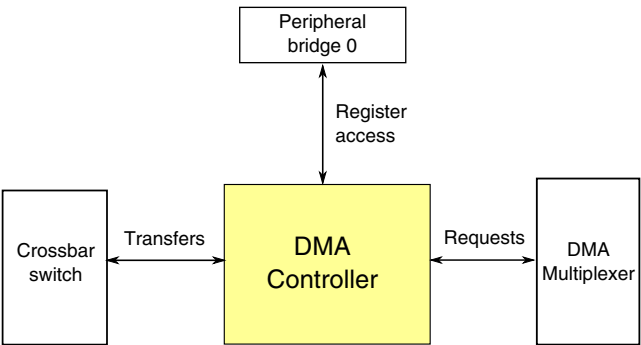 Peripheral
bridge 0
Register
access
Crossbar
switch
Transfers
DMA
Controller
Requests
DMA
Multiplexer